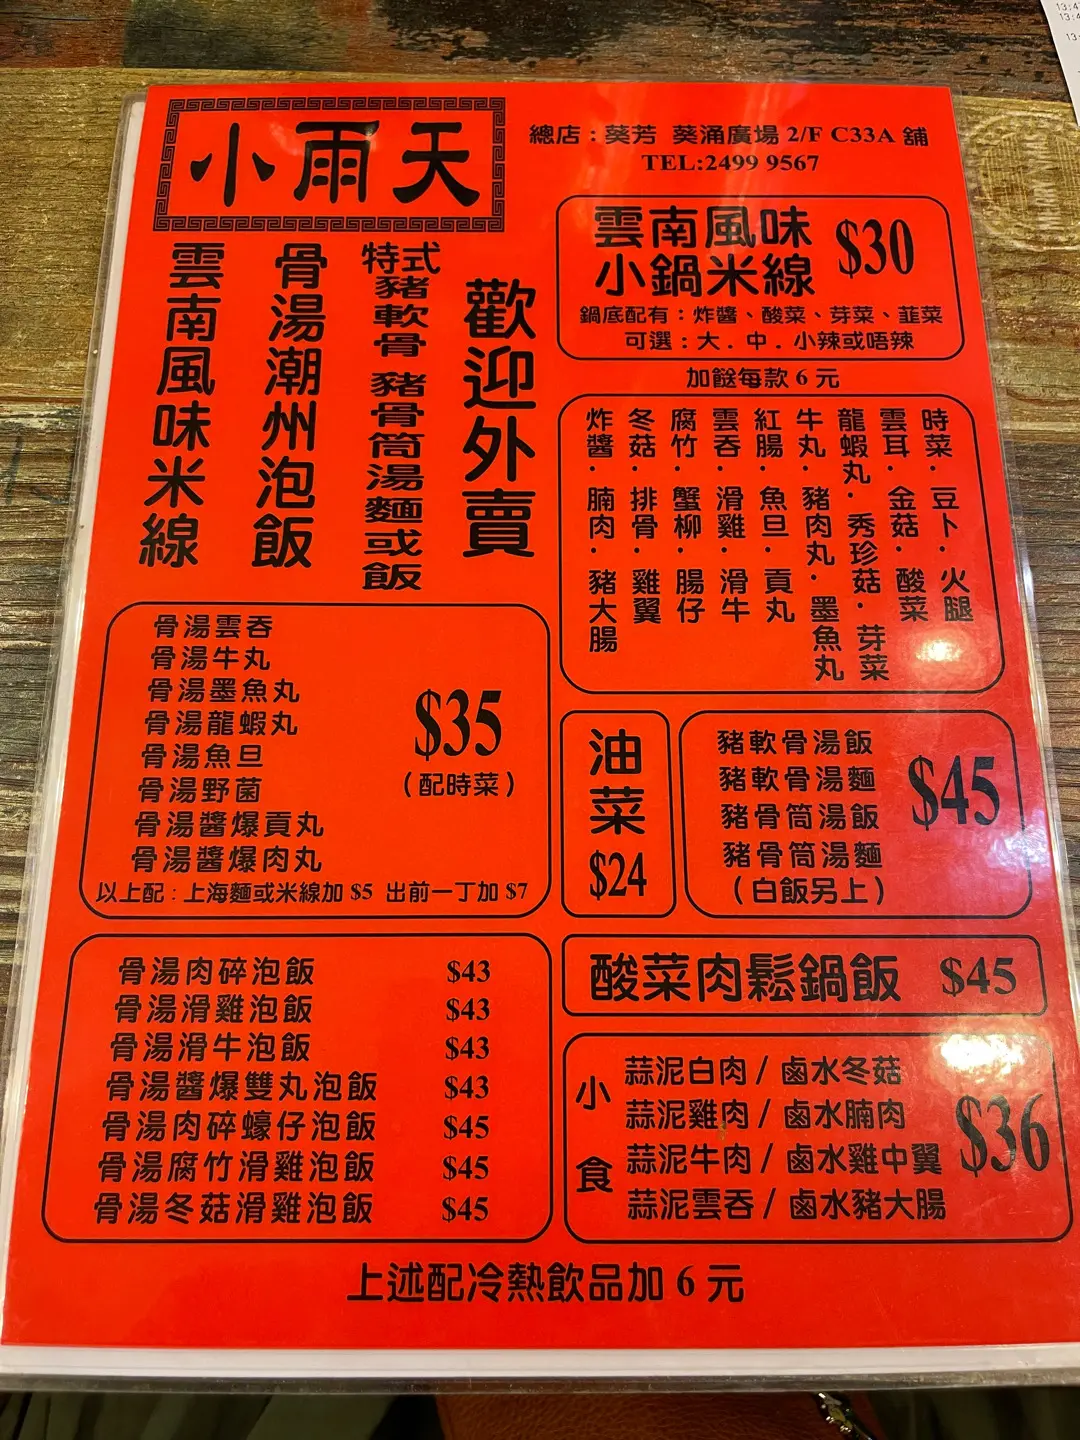 小雨天
總店：葵芳 葵涌廣場 2/F C33A 舖
TEL:2499 9567
雲南風味米線
骨湯潮州泡飯
特式豬軟骨 豬骨筒湯麵或飯
歡迎外賣
雲南風味
小鍋米線
$30
鍋底配有：炸醬、酸菜、芽菜、韮菜
可選：大．中．小辣或唔辣
加餸每款 6 元
時菜．豆卜．火腿
雲耳．金菇．酸菜
龍蝦丸．秀珍菇．芽菜
牛丸．豬肉丸．墨魚丸
紅腸．魚旦．貢丸
雲吞．滑雞．滑牛
腐竹．蟹柳．腸仔
冬菇．排骨．雞翼
炸醬．腩肉．豬大腸
骨湯雲吞
骨湯牛丸
骨湯墨魚丸
骨湯龍蝦丸
骨湯魚旦
骨湯野菌
骨湯醬爆貢丸
骨湯醬爆肉丸
$35
（配時菜）
以上配：上海麵或米線加 $5 出前一丁加 $7
油菜
$24
豬軟骨湯飯
豬軟骨湯麵
豬骨筒湯飯
豬骨筒湯麵
（白飯另上）
$45
骨湯肉碎泡飯 $43
骨湯滑雞泡飯 $43
骨湯滑牛泡飯 $43
骨湯醬爆雙丸泡飯 $43
骨湯肉碎蠔仔泡飯 $45
骨湯腐竹滑雞泡飯 $45
骨湯冬菇滑雞泡飯 $45
酸菜肉鬆鍋飯 $45
小食
蒜泥白肉 / 鹵水冬菇
蒜泥雞肉 / 鹵水腩肉
蒜泥牛肉 / 鹵水雞中翼
蒜泥雲吞 / 鹵水豬大腸
$36
上述配冷熱飲品加 6 元